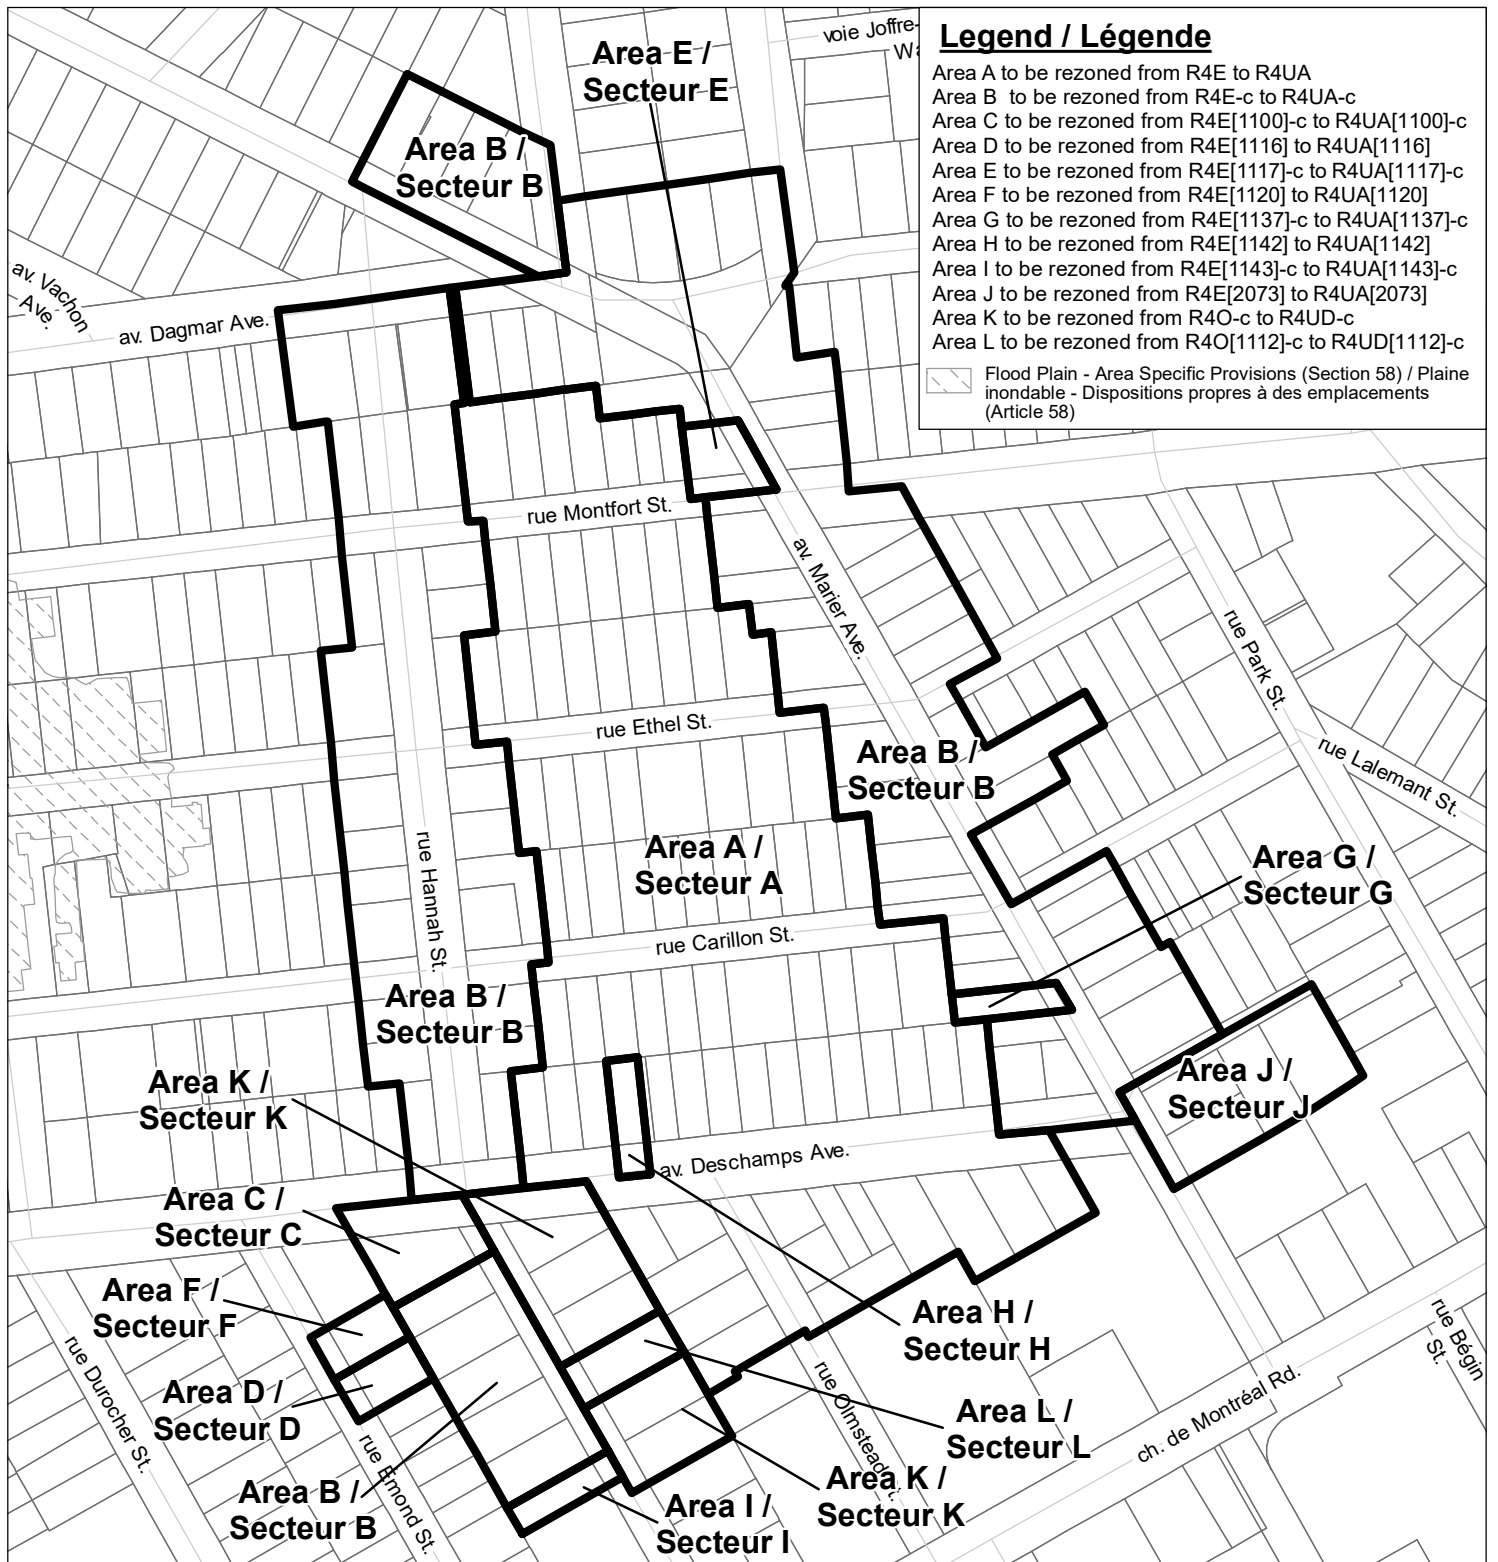 voie Joffre-
Wa
Legend / Légende
Area A to be rezoned from R4E to R4UA
Area B to be rezoned from R4E-c to R4UA-c
Area C to be rezoned from R4E[1100]-c to R4UA[1100]-c
Area D to be rezoned from R4E[1116] to R4UA[1116]
Area E to be rezoned from R4E[1117]-c to R4UA[1117]-c
Area F to be rezoned from R4E[1120] to R4UA[1120]
Area G to be rezoned from R4E[1137]-c to R4UA[1137]-c
Area H to be rezoned from R4E[1142] to R4UA[1142]
Area I to be rezoned from R4E[1143]-c to R4UA[1143]-c
Area J to be rezoned from R4E[2073] to R4UA[2073]
Area K to be rezoned from R4O-c to R4UD-c
Area L to be rezoned from R4O[1112]-c to R4UD[1112]-c
Flood Plain - Area Specific Provisions (Section 58) / Plaine
inondable - Dispositions propres à des emplacements
(Article 58)
Area E /
Secteur E
Area B /
Secteur B
av. Vachon
Ave.
av. Dagmar Ave.
rue Montfort St.
av. Marier Ave.
rue Park St.
rue Ethel St.
Area B /
Secteur B
rue Lalemant St.
rue Hannah St.
Area A /
Secteur A
Area G /
Secteur G
rue Carillon St.
Area B /
Secteur B
Area K /
Secteur K
Area J /
Secteur J
av. Deschamps Ave.
Area C /
Secteur C
Area F /
Secteur F
Area H /
Secteur H
rue Bégin
St.
rue Durocher St.
Area D /
Secteur D
rue Olmstead St.
ch. de Montréal Rd.
Area L /
Secteur L
rue Emond St.
Area B /
Secteur B
Area I /
Secteur I
Area K /
Secteur K